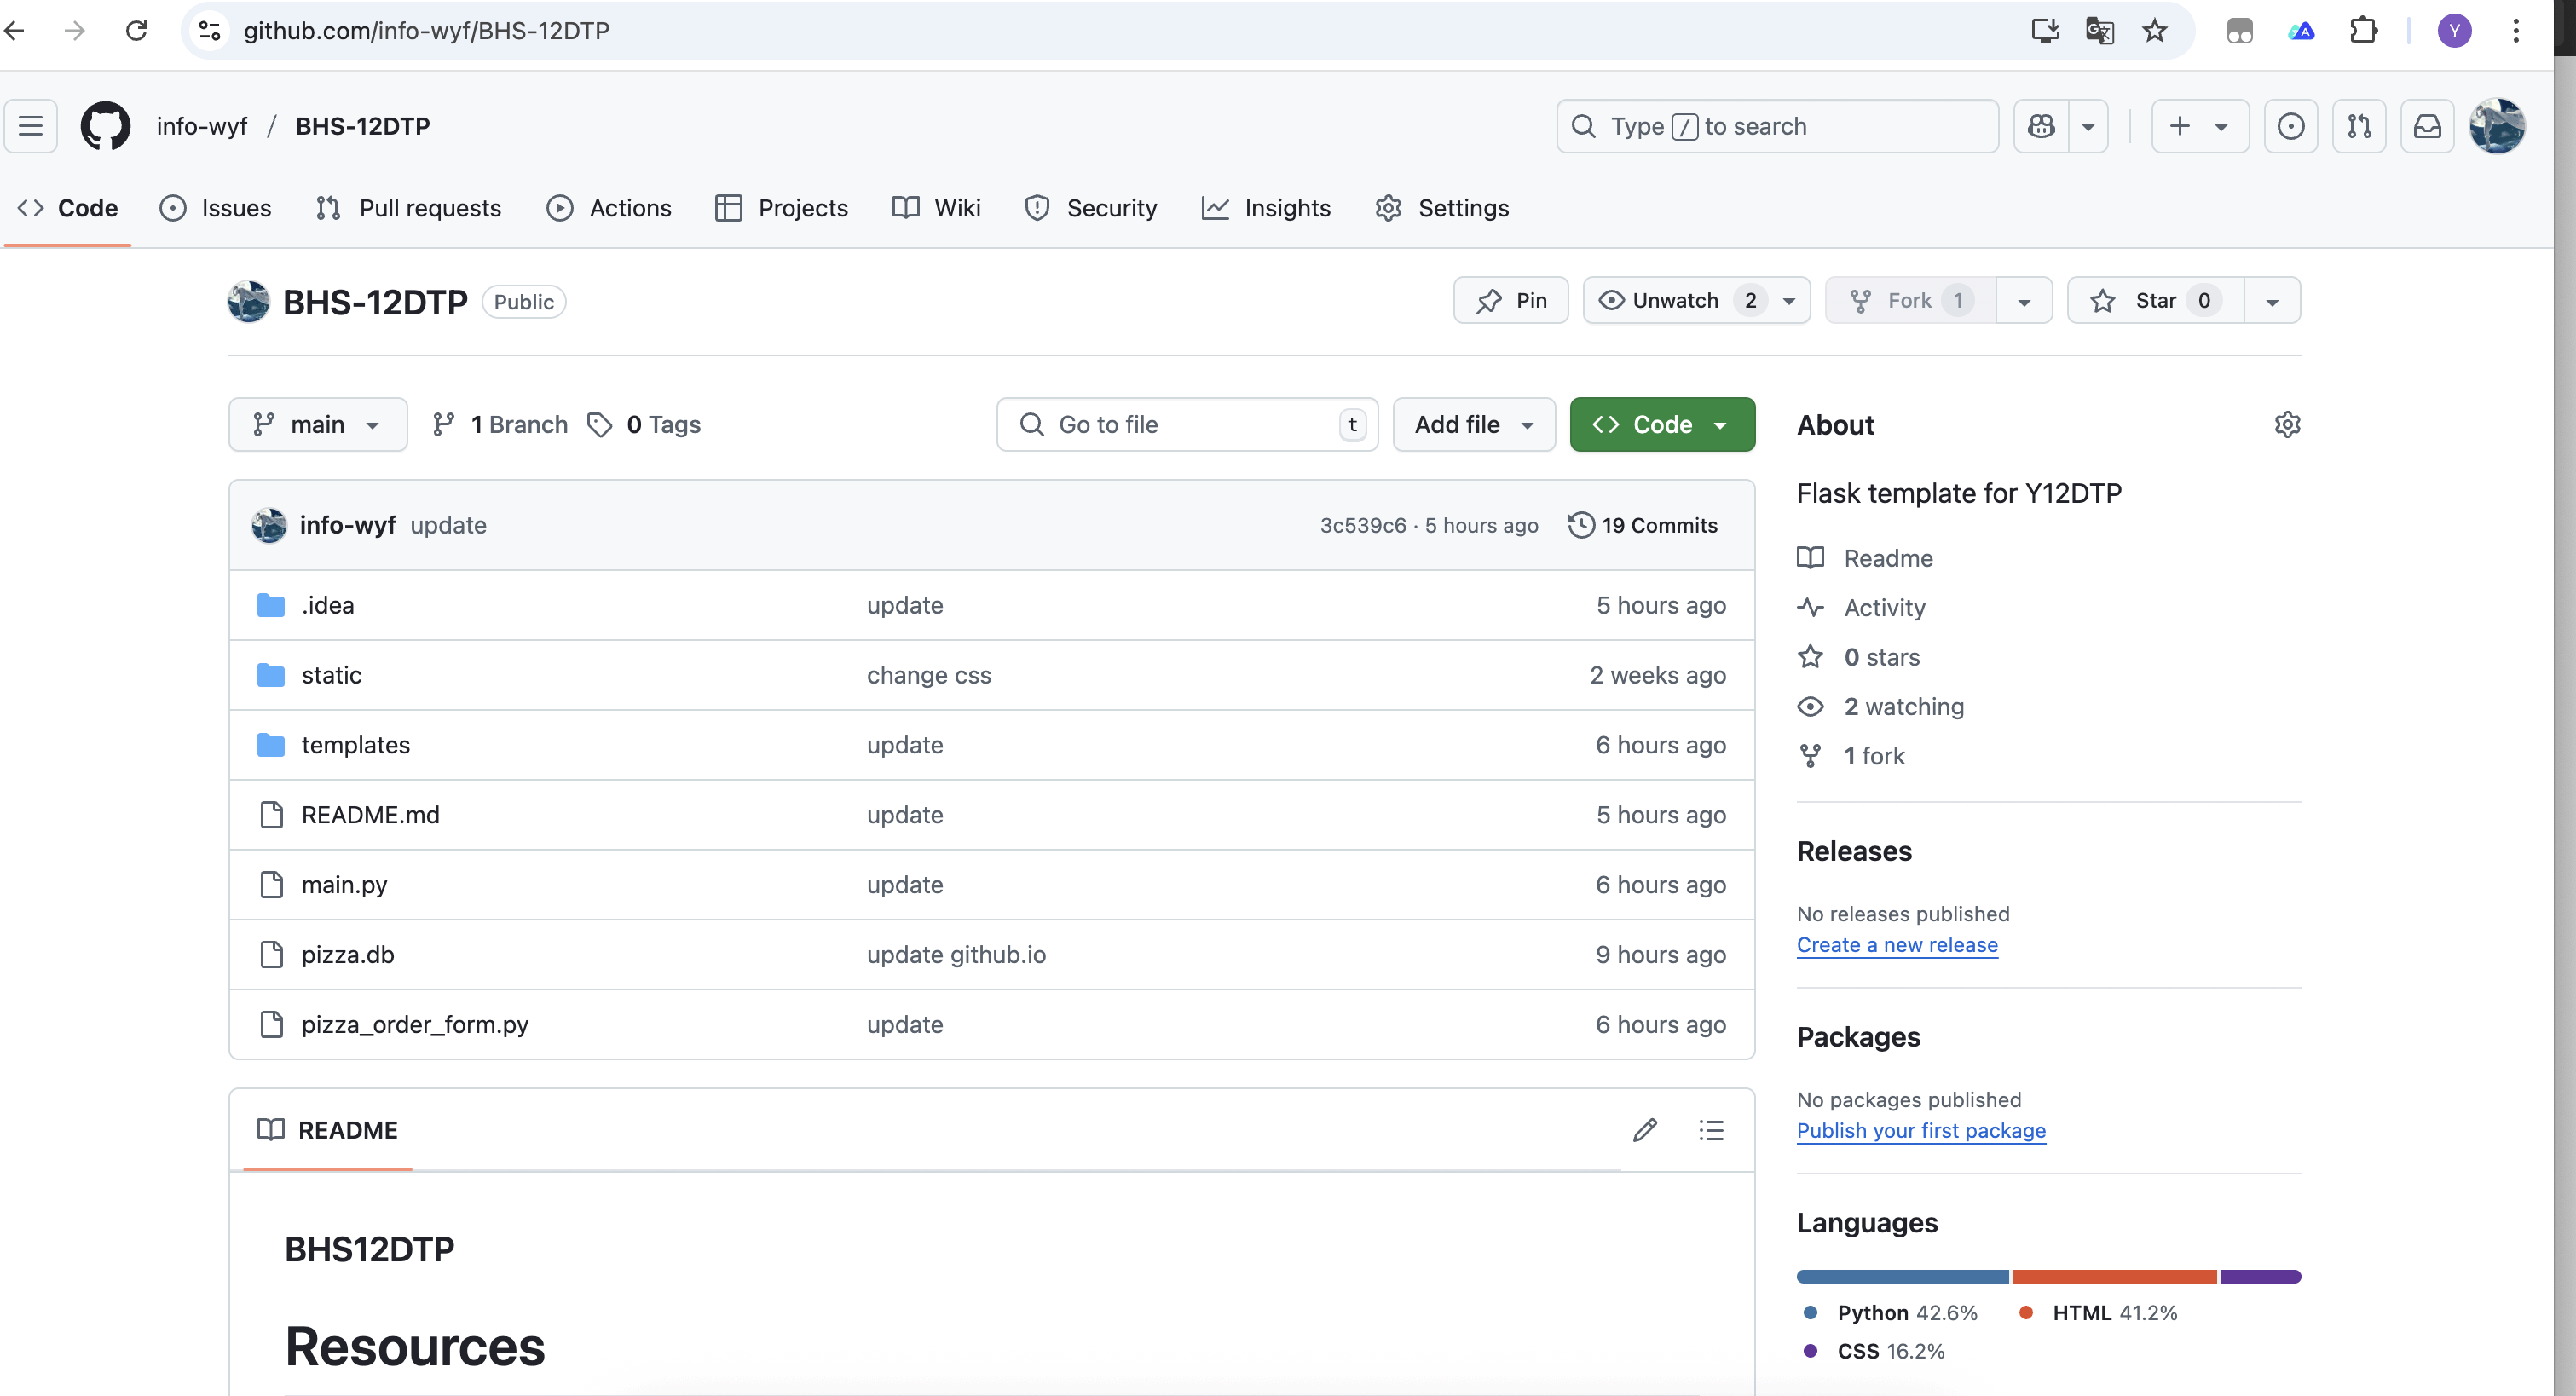 github.com/info-wyf/BHS-12DTP
Y
info-wyf / BHS-12DTP
Type / to search
Code Issues Pull requests Actions Projects Wiki Security Insights Settings
BHS-12DTP Public
Pin Unwatch 2 Fork 1 Star 0
main 1 Branch 0 Tags Go to file t Add file Code
info-wyf update 3c539c6 · 5 hours ago 19 Commits
.idea update 5 hours ago
static change css 2 weeks ago
templates update 6 hours ago
README.md update 5 hours ago
main.py update 6 hours ago
pizza.db update github.io 9 hours ago
pizza_order_form.py update 6 hours ago
README
BHS12DTP
Resources
About
Flask template for Y12DTP
Readme
Activity
0 stars
2 watching
1 fork
Releases
No releases published
Create a new release
Packages
No packages published
Publish your first package
Languages
Python 42.6% HTML 41.2%
CSS 16.2%